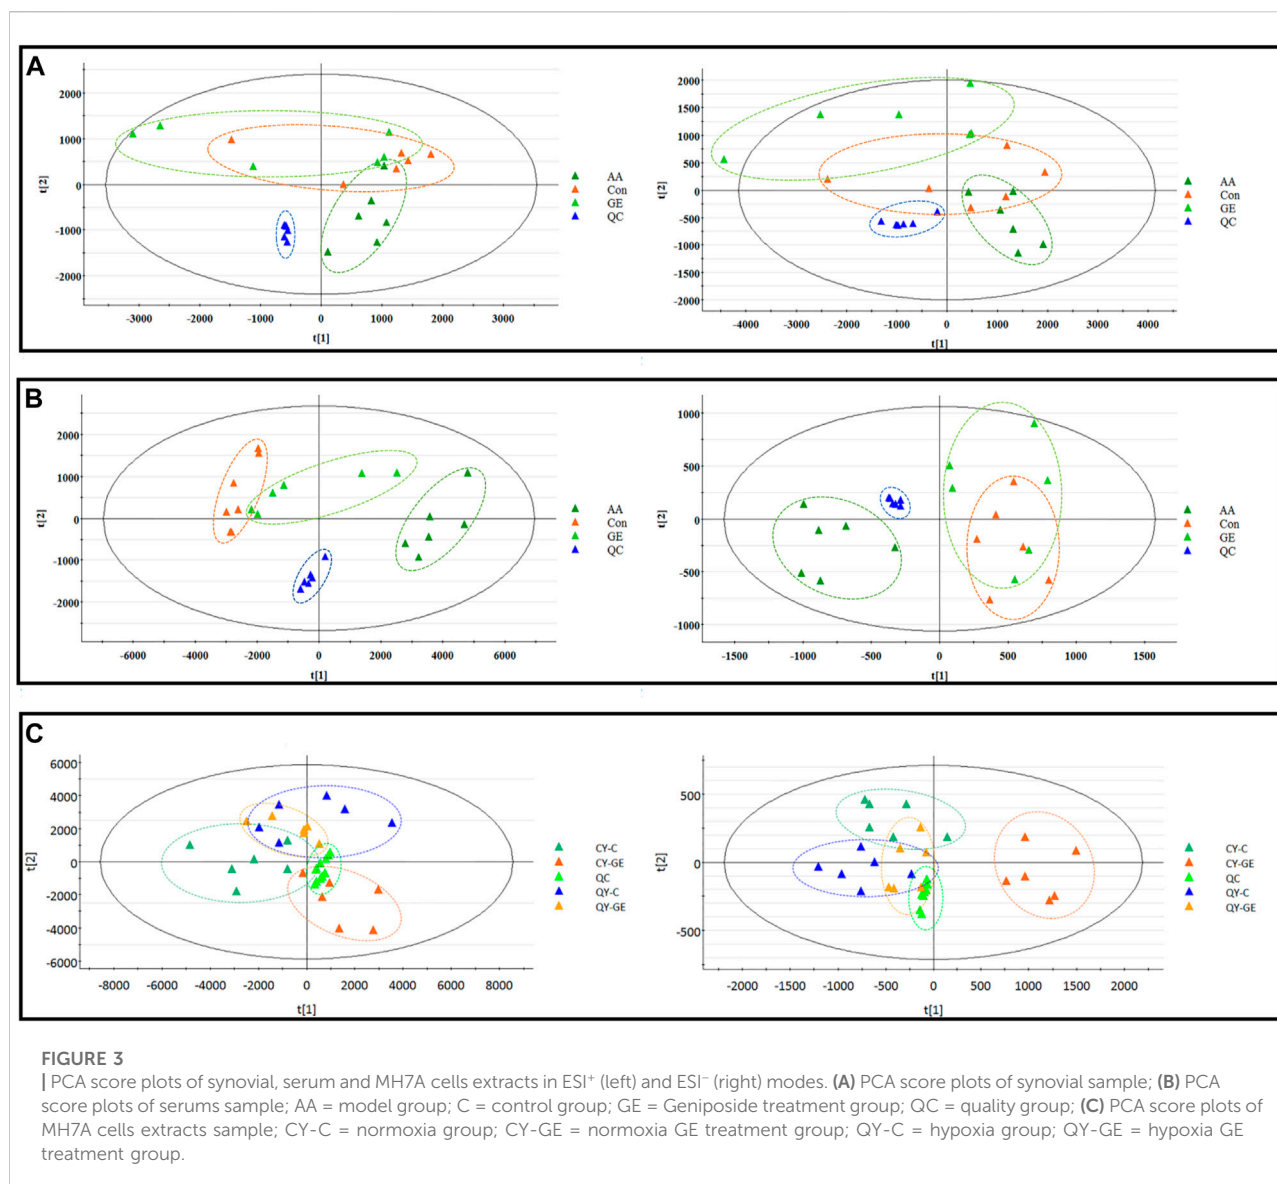 A
t[2]
2000
1000
0
-1000
-2000
-3000 -2000 -1000 0 1000 2000 3000
t[1]
AA
Con
GE
QC
t[2]
2000
1500
1000
500
0
-500
-1000
-1500
-2000
-4000 -3000 -2000 -1000 0 1000 2000 3000 4000
t[1]
AA
Con
GE
QC
B
t[2]
2000
1000
0
-1000
-2000
-6000 -4000 -2000 0 2000 4000 6000
t[1]
AA
Con
GE
QC
t[2]
1000
500
0
-500
-1000
-1500 -1000 -500 0 500 1000 1500
t[1]
AA
Con
GE
QC
C
t[2]
6000
4000
2000
0
-2000
-4000
-6000
-8000 -6000 -4000 -2000 0 2000 4000 6000 8000
t[1]
CY-C
CY-GE
QC
QY-C
QY-GE
t[2]
500
0
-500
-2000 -1500 -1000 -500 0 500 1000 1500 2000
t[1]
CY-C
CY-GE
QC
QY-C
QY-GE
FIGURE 3
| PCA score plots of synovial, serum and MH7A cells extracts in ESI⁺ (left) and ESI⁻ (right) modes. (A) PCA score plots of synovial sample; (B) PCA
score plots of serums sample; AA = model group; C = control group; GE = Geniposide treatment group; QC = quality group; (C) PCA score plots of
MH7A cells extracts sample; CY-C = normoxia group; CY-GE = normoxia GE treatment group; QY-C = hypoxia group; QY-GE = hypoxia GE
treatment group.